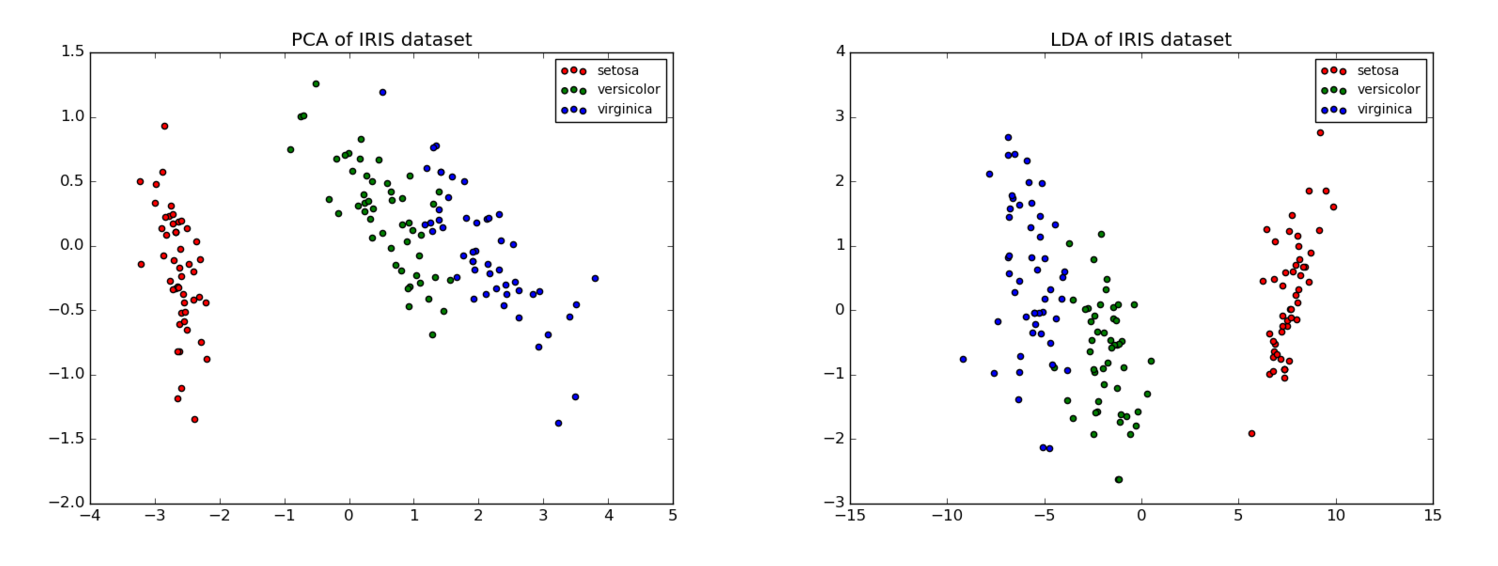 PCA of IRIS dataset
1.5
1.0
0.5
0.0
−0.5
−1.0
−1.5
−2.0
−4 −3 −2 −1 0 1 2 3 4 5
setosa
versicolor
virginica
LDA of IRIS dataset
4
3
2
1
0
−1
−2
−3
−15 −10 −5 0 5 10 15
setosa
versicolor
virginica